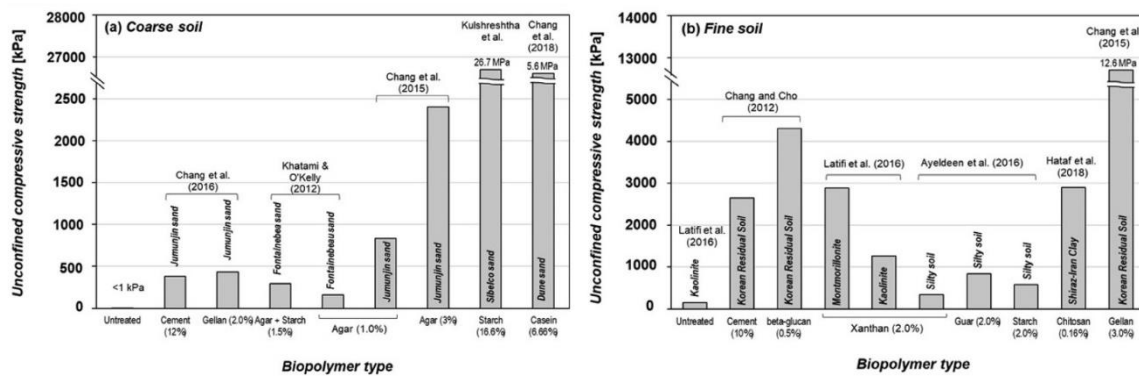 (a) Coarse soil
Unconfined compressive strength [kPa]
28000
27000
2500
2000
1500
1000
500
0
Kulshreshtha
et al.
26.7 MPa
Chang
et al.
(2018)
5.6 MPa
Chang et al.
(2015)
Khatami &
O'Kelly
(2012)
Chang et al.
(2016)
<1 kPa
Jumunjin sand
Jumunjin sand
Fontainebea sand
Fontainebeau sand
Jumunjin sand
Jumunjin sand
Sibelco sand
Dune sand
Untreated
Cement
(12%)
Gellan (2.0%)
Agar + Starch
(1.5%)
Agar (1.0%)
Agar (3%)
Starch
(16.6%)
Casein
(6.66%)
Biopolymer type
(b) Fine soil
Unconfined compressive strength [kPa]
14000
13000
5000
4000
3000
2000
1000
0
Chang et al.
(2015)
12.6 MPa
Chang and Cho
(2012)
Latifi et al. (2016)
Ayeldeen et al. (2016)
Hataf et al.
(2018)
Latifi et al.
(2016)
Kaolinite
Korean Residual Soil
Korean Residual Soil
Montmorillonite
Kaolinite
Silty soil
Silty soil
Silty soil
Shiraz-Iran Clay
Korean Residual Soil
Untreated
Cement
(10%)
beta-glucan
(0.5%)
Xanthan (2.0%)
Guar (2.0%)
Starch
(2.0%)
Chitosan
(0.16%)
Gellan
(3.0%)
Biopolymer type